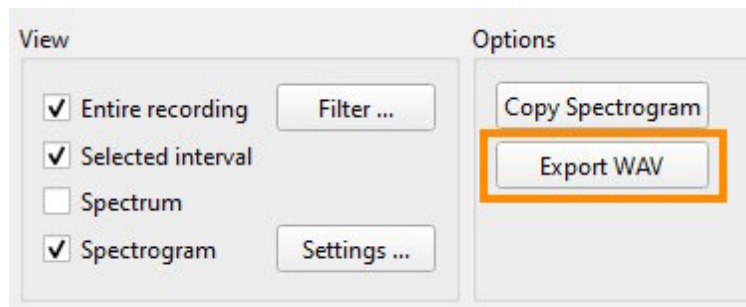 View
Entire recording
Filter ...
Selected interval
Spectrum
Spectrogram
Settings ...
Options
Copy Spectrogram
Export WAV